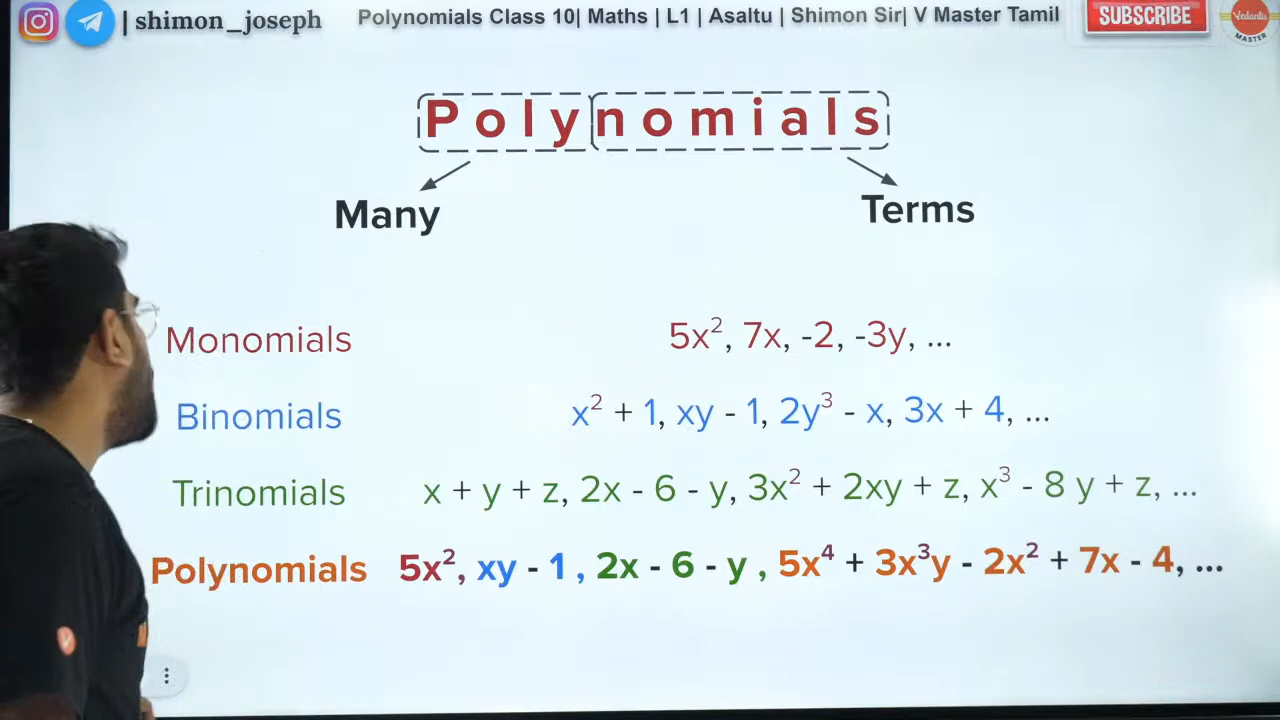 | shimon_joseph
Polynomials Class 10| Maths | L1 | Asaltu | Shimon Sir| V Master Tamil
SUBSCRIBE
Vedantu
MASTER
Polynomials
Many
Terms
Monomials 5x², 7x, -2, -3y, ...
Binomials x² + 1, xy - 1, 2y³ - x, 3x + 4, ...
Trinomials x + y + z, 2x - 6 - y, 3x² + 2xy + z, x³ - 8 y + z, ...
Polynomials 5x², xy - 1 , 2x - 6 - y , 5x⁴ + 3x³y - 2x² + 7x - 4, ...